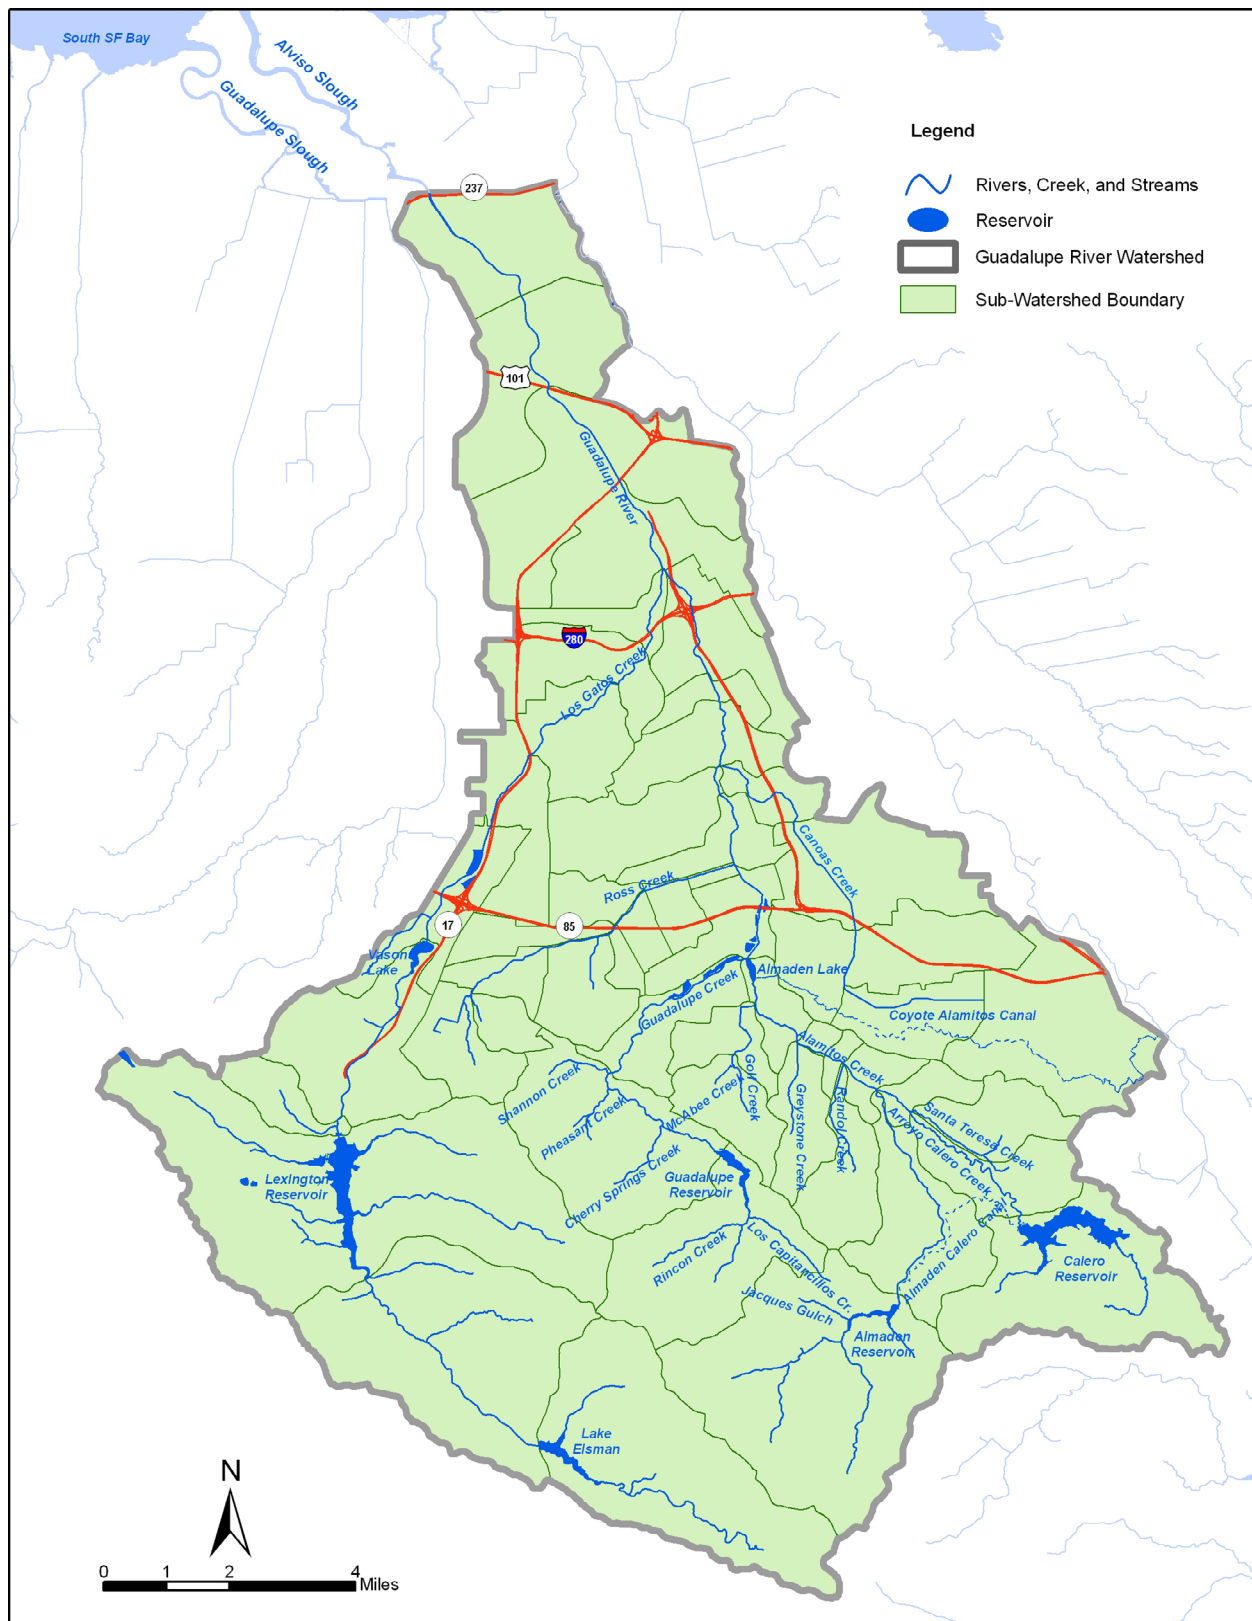 South SF Bay
Alviso Slough
Guadalupe Slough
237
Legend
Rivers, Creek, and Streams
Reservoir
Guadalupe River Watershed
Sub-Watershed Boundary
101
Guadalupe River
280
Los Gatos Creek
Canoas Creek
Ross Creek
17
85
Vasona
Lake
Almaden Lake
Guadalupe Creek
Coyote Alamitos Canal
Alamitos Creek
Shannon Creek
Golf Creek
McAbee Creek
Greystone Creek
Randol Creek
Pheasant Creek
Santa Teresa Creek
Arroyo Calero Creek
Cherry Springs Creek
Lexington
Reservoir
Guadalupe
Reservoir
Rincon Creek
Los Capitancillos Cr.
Almaden Calero Canal
Calero
Reservoir
Jacques Gulch
Almaden
Reservoir
Lake
Elsman
N
0 1 2 4
Miles